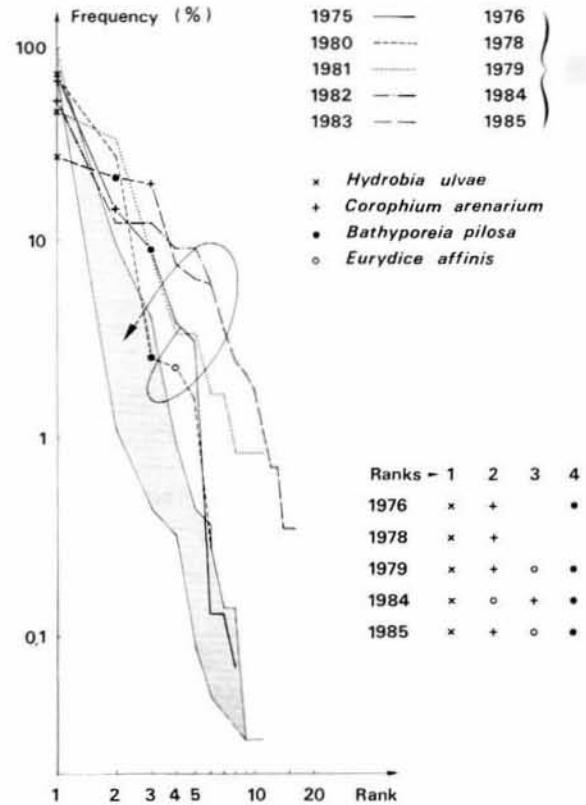 Frequency (%)
1975 1976
1980 1978
1981 1979
1982 1984
1983 1985
× Hydrobia ulvae
+ Corophium arenarium
• Bathyporeia pilosa
○ Eurydice affinis
100
10
1
0,1
Ranks - 1 2 3 4
1976 × + •
1978 × +
1979 × + ○ •
1984 × ○ + •
1985 × + ○ •
1 2 3 4 5 10 20 Rank